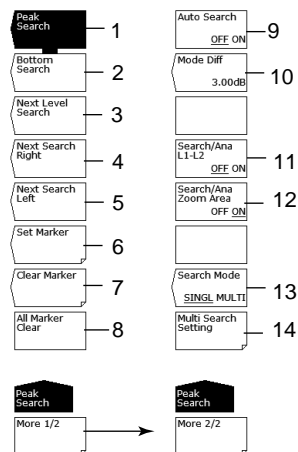 Peak
Search
1
Bottom
Search
2
Next Level
Search
3
Next Search
Right
4
Next Search
Left
5
Set Marker
6
Clear Marker
7
All Marker
Clear
8
Peak
Search
More 1/2
Auto Search
OFF ON
9
Mode Diff
3.00dB
10
Search/Ana
L1-L2
OFF ON
11
Search/Ana
Zoom Area
OFF ON
12
Search Mode
SINGL MULTI
13
Multi Search
Setting
14
Peak
Search
More 2/2